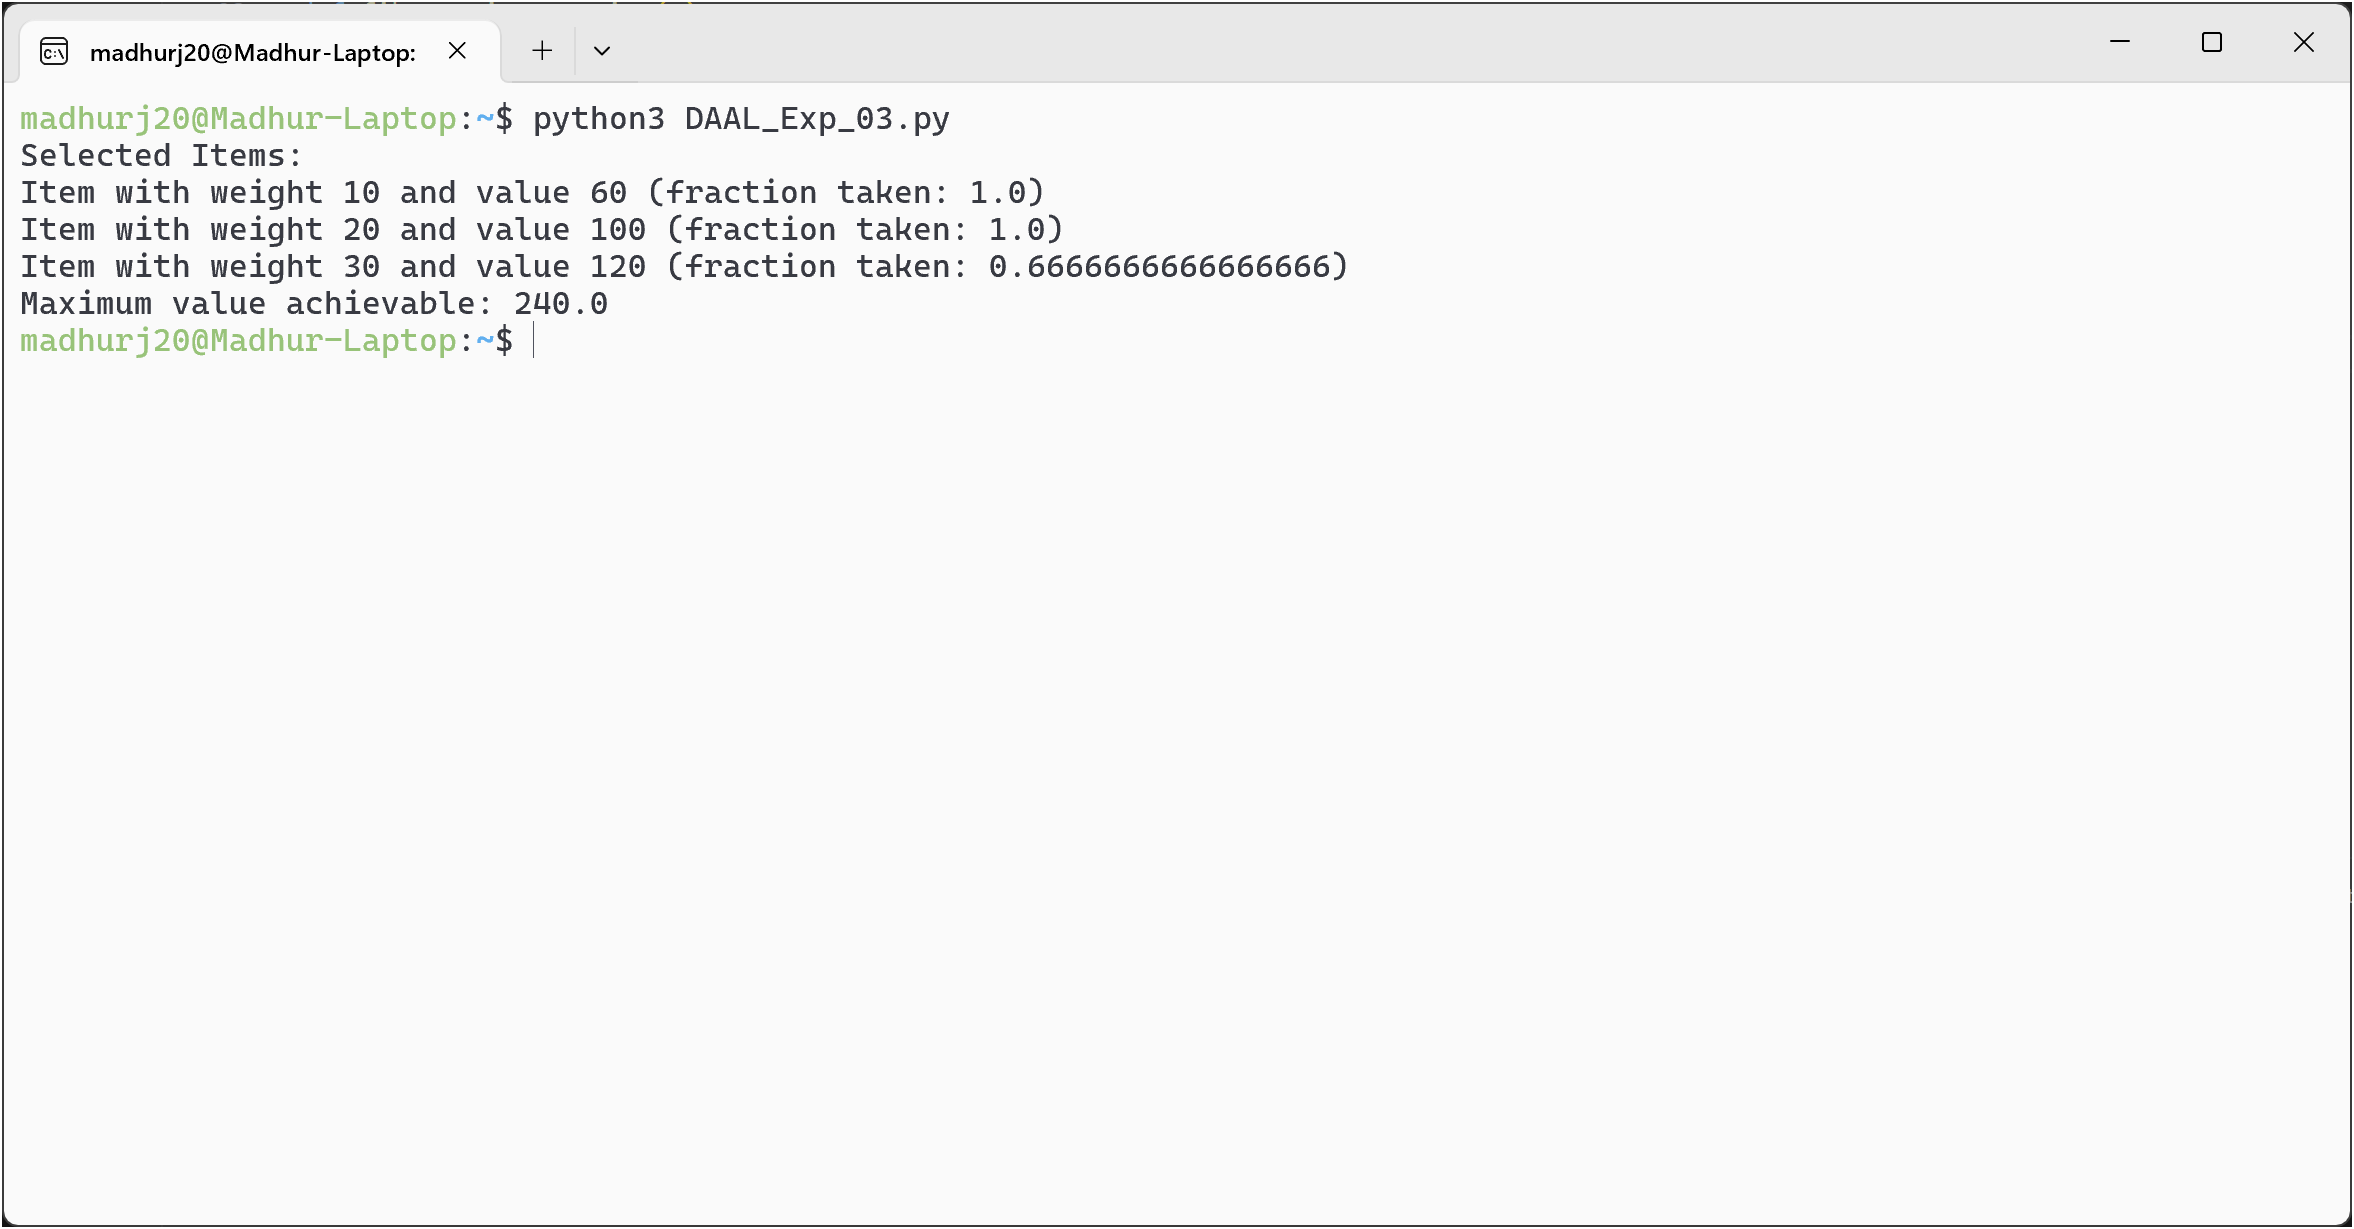 madhurj20@Madhur-Laptop:
madhurj20@Madhur-Laptop:~$ python3 DAAL_Exp_03.py
Selected Items:
Item with weight 10 and value 60 (fraction taken: 1.0)
Item with weight 20 and value 100 (fraction taken: 1.0)
Item with weight 30 and value 120 (fraction taken: 0.6666666666666666)
Maximum value achievable: 240.0
madhurj20@Madhur-Laptop:~$